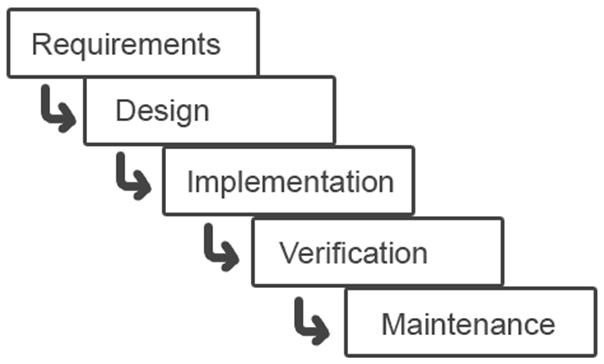 Requirements
Design
Implementation
Verification
Maintenance